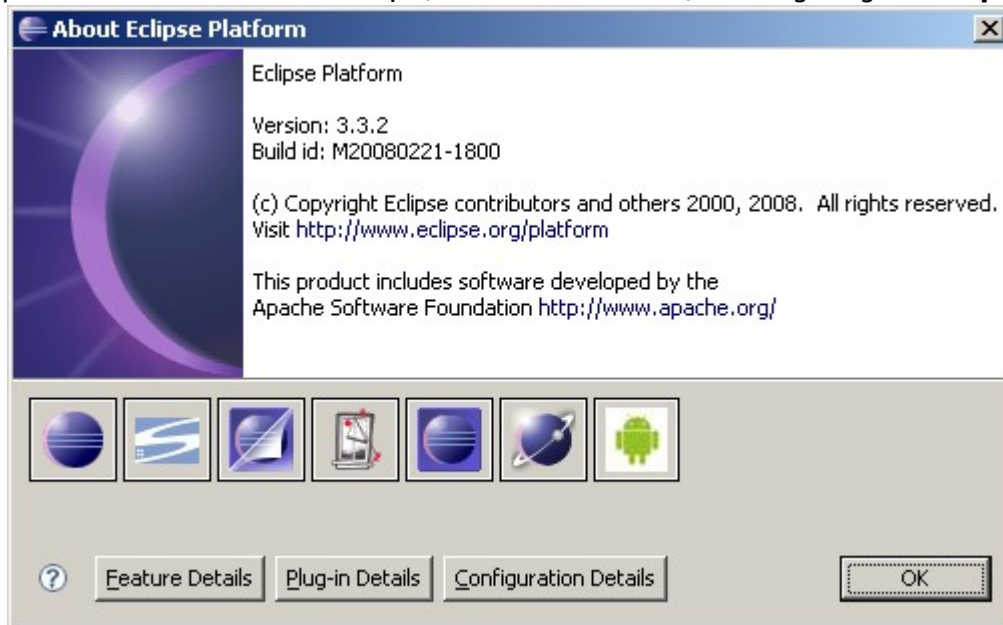 About Eclipse Platform
Eclipse Platform
Version: 3.3.2
Build id: M20080221-1800
(c) Copyright Eclipse contributors and others 2000, 2008. All rights reserved.
Visit http://www.eclipse.org/platform
This product includes software developed by the
Apache Software Foundation http://www.apache.org/
Feature Details Plug-in Details Configuration Details OK